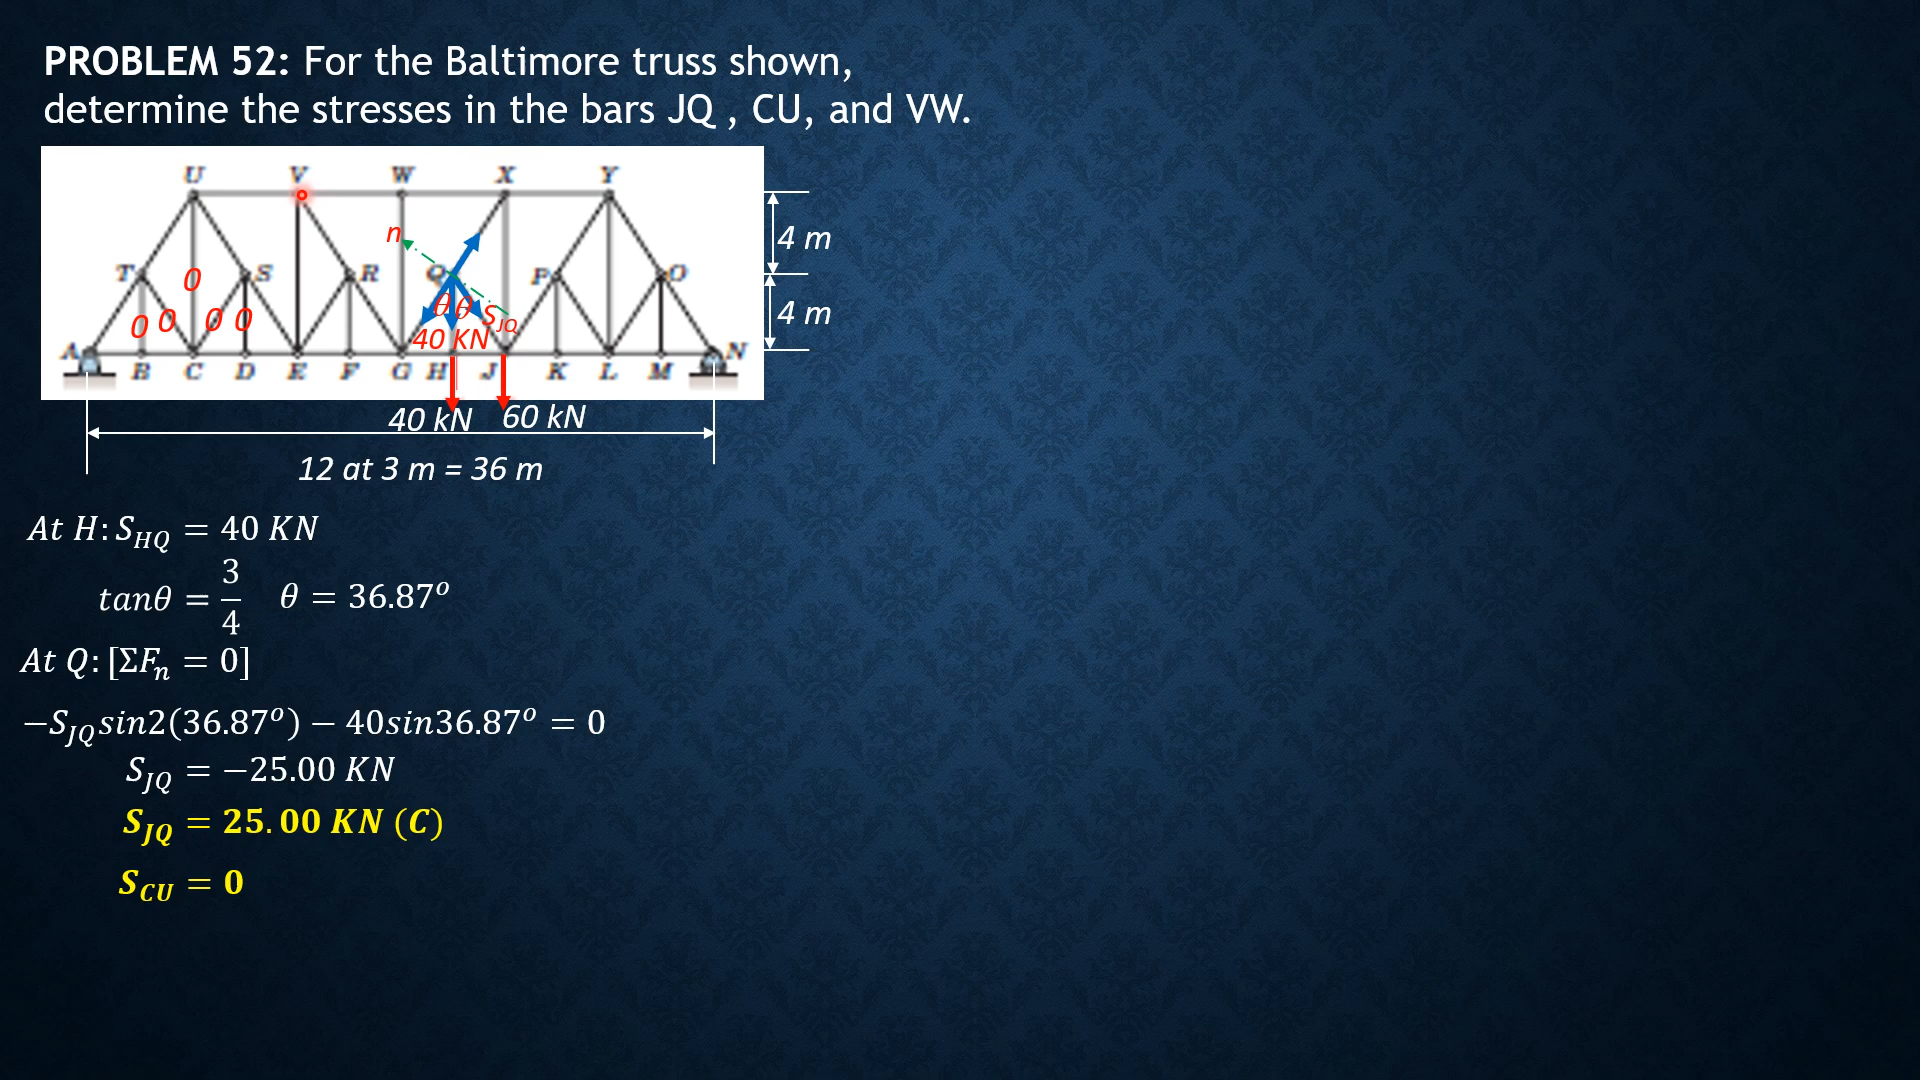 PROBLEM 52: For the Baltimore truss shown,
determine the stresses in the bars JQ , CU, and VW.
U V W X Y
n
4 m
T 0 S R Q P O
θ θ
0 0 0 0 S_JQ
4 m
40 KN
A N
B C D E F G H J K L M
40 kN 60 kN
12 at 3 m = 36 m
At H: S_HQ = 40 KN
tanθ = 3/4 θ = 36.87°
At Q: [ΣF_n = 0]
−S_JQ sin2(36.87°) − 40sin36.87° = 0
S_JQ = −25.00 KN
S_JQ = 25.00 KN (C)
S_CU = 0